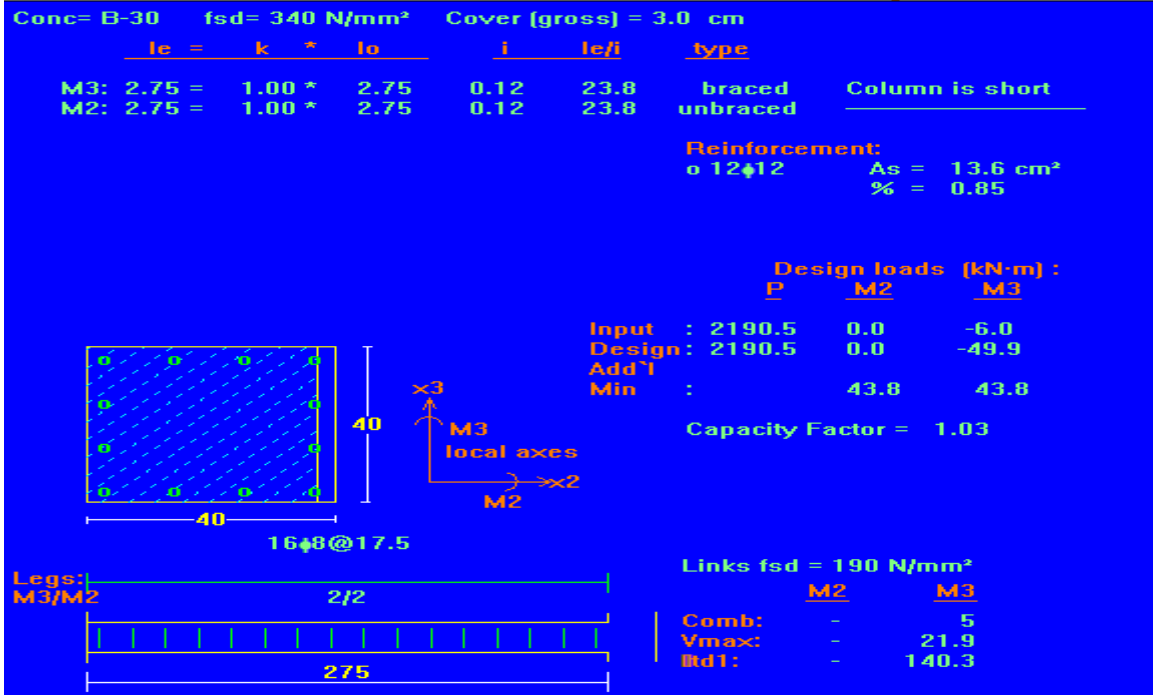 Conc= B-30 fsd= 340 N/mm² Cover (gross) = 3.0 cm
le = k * lo i le/i type
M3: 2.75 = 1.00 * 2.75 0.12 23.8 braced Column is short
M2: 2.75 = 1.00 * 2.75 0.12 23.8 unbraced
Reinforcement:
o 12ϕ12 As = 13.6 cm²
% = 0.85
Design loads (kN·m) :
P M2 M3
Input : 2190.5 0.0 -6.0
Design: 2190.5 0.0 -49.9
Add`l
Min : 43.8 43.8
Capacity Factor = 1.03
x3
40
M3
local axes
x2
M2
40
16ϕ8@17.5
Links fsd = 190 N/mm²
Legs:
M3/M2 2/2
M2 M3
Comb: - 5
Vmax: - 21.9
td1: - 140.3
275